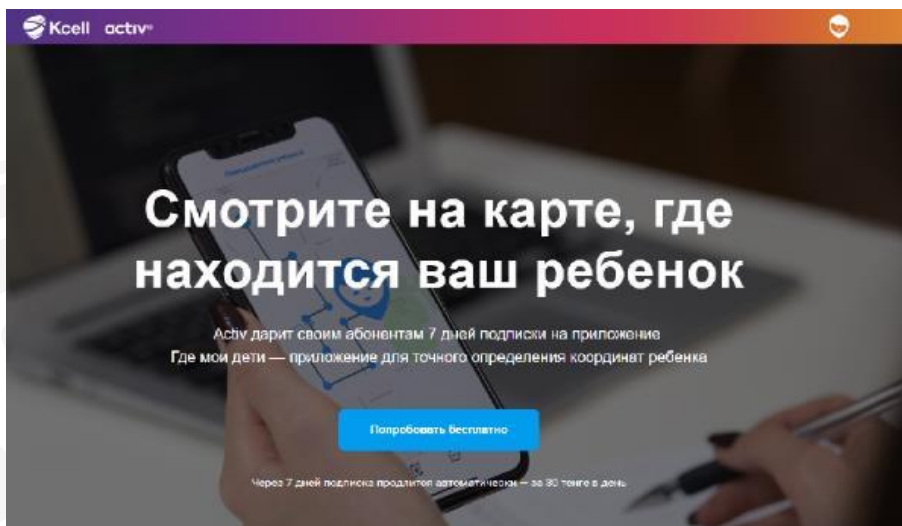 Kcell activ
Смотрите на карте, где
находится ваш ребенок
Activ дарит своим абонентам 7 дней подписки на приложение
Где мои дети — приложение для точного определения координат ребенка
Попробовать бесплатно
Через 7 дней подписка продлится автоматически — за 30 тенге в день